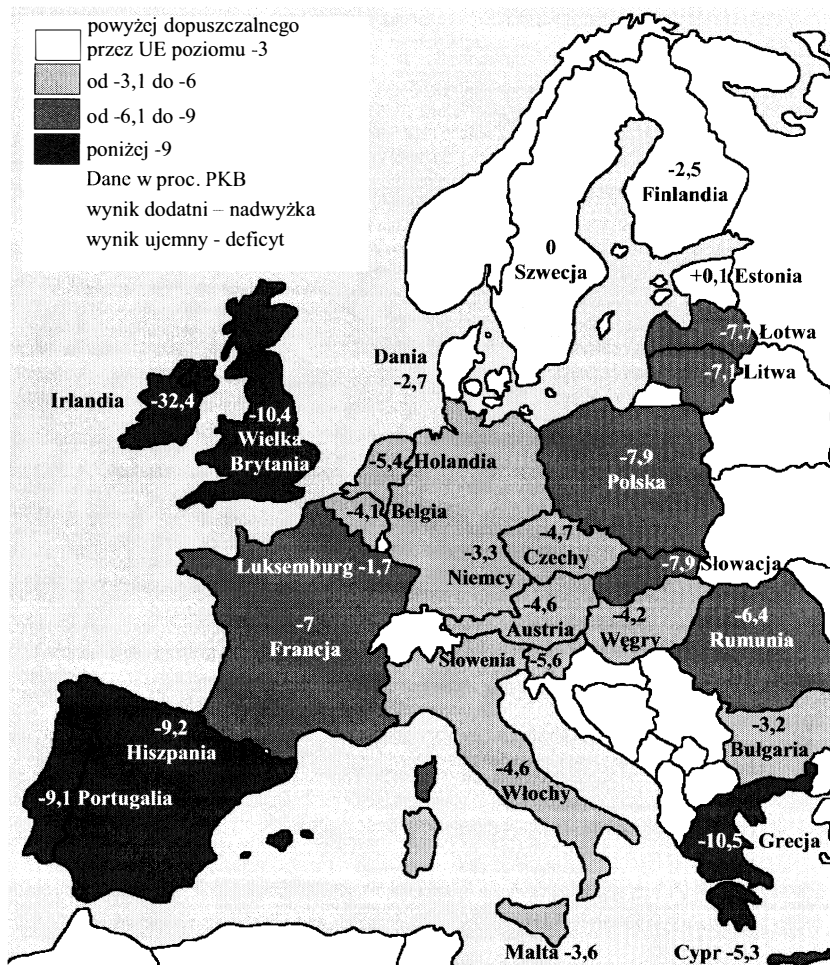 powyżej dopuszczalnego
przez UE poziomu -3
od -3,1 do -6
od -6,1 do -9
poniżej -9
Dane w proc. PKB
wynik dodatni – nadwyżka
wynik ujemny - deficyt
-2,5
Finlandia
0
Szwecja
+0,1 Estonia
-7,7 Łotwa
-7,1 Litwa
Dania
-2,7
Irlandia
-32,4
-10,4
Wielka
Brytania
-5,4 Holandia
-4,1 Belgia
-7,9
Polska
Luksemburg -1,7
-3,3
Niemcy
-4,7
Czechy
-7,9 Słowacja
-4,6
Austria
-4,2
Węgry
-6,4
Rumunia
-7
Francja
Słowenia -5,6
-3,2
Bułgaria
-9,2
Hiszpania
-9,1 Portugalia
-4,6
Włochy
-10,5 Grecja
Malta -3,6
Cypr -5,3